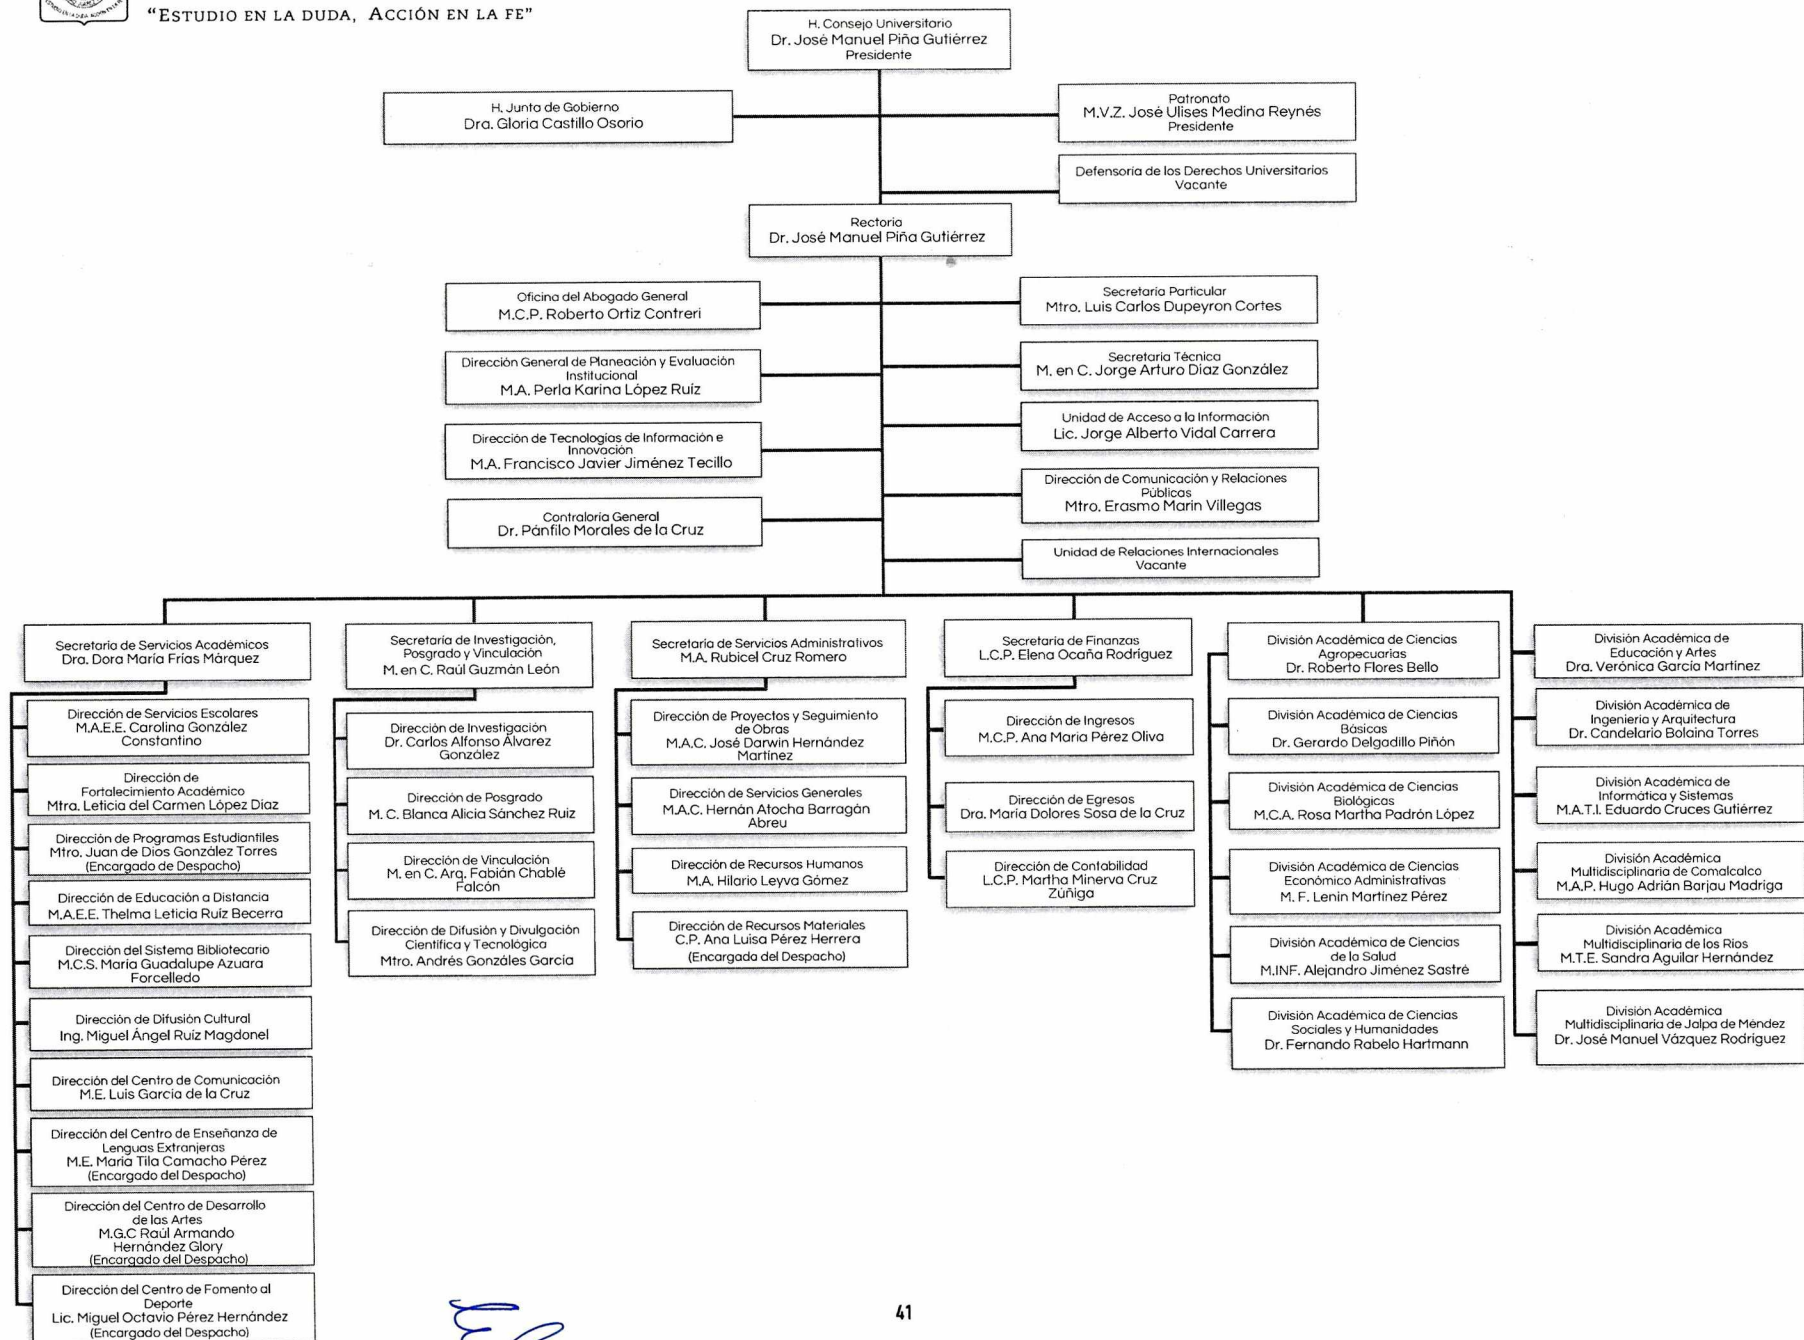 "ESTUDIO EN LA DUDA, ACCIÓN EN LA FE"
H. Consejo Universitario
Dr. José Manuel Piña Gutiérrez
Presidente
H. Junta de Gobierno
Dra. Gloria Castillo Osorio
Patronato
M.V.Z. José Ulises Medina Reynés
Presidente
Defensoría de los Derechos Universitarios
Vacante
Rectoría
Dr. José Manuel Piña Gutiérrez
Oficina del Abogado General
M.C.P. Roberto Ortiz Contreri
Secretaría Particular
Mtro. Luis Carlos Dupeyron Cortes
Dirección General de Planeación y Evaluación
Institucional
M.A. Perla Karina López Ruíz
Secretaría Técnica
M. en C. Jorge Arturo Díaz González
Dirección de Tecnologías de Información e
Innovación
M.A. Francisco Javier Jiménez Tecillo
Unidad de Acceso a la Información
Lic. Jorge Alberto Vidal Carrera
Contraloría General
Dr. Pánfilo Morales de la Cruz
Dirección de Comunicación y Relaciones
Públicas
Mtro. Erasmo Marin Villegas
Unidad de Relaciones Internacionales
Vacante
Secretaría de Servicios Académicos
Dra. Dora María Frías Márquez
Dirección de Servicios Escolares
M.A.E.E. Carolina González
Constantino
Dirección de
Fortalecimiento Académico
Mtra. Leticia del Carmen López Díaz
Dirección de Programas Estudiantiles
Mtro. Juan de Dios González Torres
(Encargado de Despacho)
Dirección de Educación a Distancia
M.A.E.E. Thelma Leticia Ruíz Becerra
Dirección del Sistema Bibliotecario
M.C.S. María Guadalupe Azuara
Forcelledo
Dirección de Difusión Cultural
Ing. Miguel Ángel Ruíz Magdonel
Dirección del Centro de Comunicación
M.E. Luis García de la Cruz
Dirección del Centro de Enseñanza de
Lenguas Extranjeras
M.E. María Tila Camacho Pérez
(Encargado del Despacho)
Dirección del Centro de Desarrollo
de las Artes
M.G.C Raúl Armando
Hernández Glory
(Encargado del Despacho)
Dirección del Centro de Fomento al
Deporte
Lic. Miguel Octavio Pérez Hernández
(Encargado del Despacho)
Secretaría de Investigación,
Posgrado y Vinculación
M. en C. Raúl Guzmán León
Dirección de Investigación
Dr. Carlos Alfonso Álvarez
González
Dirección de Posgrado
M. C. Blanca Alicia Sánchez Ruiz
Dirección de Vinculación
M. en C. Arq. Fabián Chablé
Falcón
Dirección de Difusión y Divulgación
Científica y Tecnológica
Mtro. Andrés Gonzáles García
Secretaría de Servicios Administrativos
M.A. Rubicel Cruz Romero
Dirección de Proyectos y Seguimiento
de Obras
M.A.C. José Darwin Hernández
Martínez
Dirección de Servicios Generales
M.A.C. Hernán Atocha Barragán
Abreu
Dirección de Recursos Humanos
M.A. Hilario Leyva Gómez
Dirección de Recursos Materiales
C.P. Ana Luisa Pérez Herrera
(Encargada del Despacho)
Secretaría de Finanzas
L.C.P. Elena Ocaña Rodríguez
Dirección de Ingresos
M.C.P. Ana María Pérez Oliva
Dirección de Egresos
Dra. María Dolores Sosa de la Cruz
Dirección de Contabilidad
L.C.P. Martha Minerva Cruz
Zúñiga
División Académica de Ciencias
Agropecuarias
Dr. Roberto Flores Bello
División Académica de Ciencias
Básicas
Dr. Gerardo Delgadillo Piñón
División Académica de Ciencias
Biológicas
M.C.A. Rosa Martha Padrón López
División Académica de Ciencias
Económico Administrativas
M. F. Lenin Martínez Pérez
División Académica de Ciencias
de la Salud
M.INF. Alejandro Jiménez Sastré
División Académica de Ciencias
Sociales y Humanidades
Dr. Fernando Rabelo Hartmann
División Académica de
Educación y Artes
Dra. Verónica García Martínez
División Académica de
Ingeniería y Arquitectura
Dr. Candelario Bolaina Torres
División Académica de
Informática y Sistemas
M.A.T.I. Eduardo Cruces Gutiérrez
División Académica
Multidisciplinaria de Comalcalco
M.A.P. Hugo Adrián Barjau Madriga
División Académica
Multidisciplinaria de los Ríos
M.T.E. Sandra Aguilar Hernández
División Académica
Multidisciplinaria de Jalpa de Méndez
Dr. José Manuel Vázquez Rodríguez
41